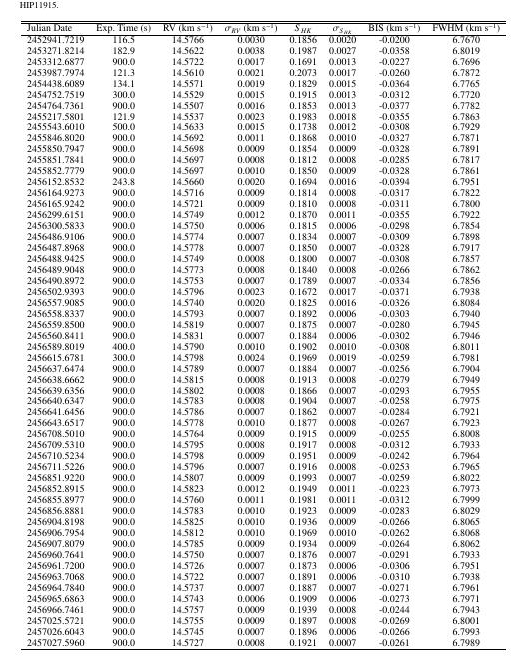 HIP11915.
Julian Date Exp. Time (s) RV (km s−1) σRV (km s−1) SHK σSHK BIS (km s−1) FWHM (km s−1)
2452941.7219 116.5 14.5766 0.0030 0.1856 0.0020 -0.0200 6.7670
2453271.8214 182.9 14.5622 0.0038 0.1987 0.0027 -0.0358 6.8019
2453312.6877 900.0 14.5722 0.0017 0.1691 0.0013 -0.0227 6.7696
2453987.7974 121.3 14.5610 0.0021 0.2073 0.0017 -0.0260 6.7872
2454438.6089 134.1 14.5571 0.0019 0.1829 0.0015 -0.0364 6.7765
2454752.7519 300.0 14.5529 0.0015 0.1915 0.0013 -0.0312 6.7720
2454764.7361 900.0 14.5507 0.0016 0.1853 0.0013 -0.0377 6.7782
2455217.5801 121.9 14.5537 0.0023 0.1983 0.0018 -0.0355 6.7863
2455543.6010 500.0 14.5633 0.0015 0.1738 0.0012 -0.0308 6.7929
2455846.8020 900.0 14.5692 0.0011 0.1868 0.0010 -0.0327 6.7871
2455850.7947 900.0 14.5698 0.0009 0.1854 0.0009 -0.0328 6.7891
2455851.7841 900.0 14.5697 0.0008 0.1812 0.0008 -0.0285 6.7817
2455852.7779 900.0 14.5697 0.0010 0.1850 0.0009 -0.0328 6.7861
2456152.8532 243.8 14.5660 0.0020 0.1694 0.0016 -0.0394 6.7951
2456164.9273 900.0 14.5716 0.0009 0.1814 0.0008 -0.0317 6.7822
2456165.9242 900.0 14.5721 0.0009 0.1810 0.0008 -0.0311 6.7800
2456299.6151 900.0 14.5749 0.0012 0.1870 0.0011 -0.0355 6.7922
2456300.5833 900.0 14.5750 0.0006 0.1815 0.0006 -0.0298 6.7854
2456486.9106 900.0 14.5774 0.0007 0.1834 0.0007 -0.0309 6.7898
2456487.8968 900.0 14.5778 0.0007 0.1850 0.0007 -0.0328 6.7917
2456488.9425 900.0 14.5749 0.0008 0.1800 0.0007 -0.0308 6.7857
2456489.9048 900.0 14.5773 0.0008 0.1840 0.0008 -0.0266 6.7862
2456490.8972 900.0 14.5753 0.0007 0.1789 0.0007 -0.0334 6.7856
2456502.9393 900.0 14.5796 0.0023 0.1672 0.0017 -0.0371 6.7938
2456557.9085 900.0 14.5740 0.0020 0.1825 0.0016 -0.0326 6.8084
2456558.8337 900.0 14.5793 0.0007 0.1892 0.0006 -0.0303 6.7940
2456559.8500 900.0 14.5819 0.0007 0.1875 0.0007 -0.0280 6.7945
2456560.8411 900.0 14.5831 0.0007 0.1884 0.0006 -0.0302 6.7946
2456589.8019 400.0 14.5790 0.0010 0.1902 0.0010 -0.0308 6.8011
2456615.6781 300.0 14.5798 0.0024 0.1969 0.0019 -0.0259 6.7981
2456637.6474 900.0 14.5789 0.0007 0.1884 0.0007 -0.0256 6.7904
2456638.6662 900.0 14.5815 0.0008 0.1913 0.0008 -0.0279 6.7949
2456639.6356 900.0 14.5802 0.0008 0.1866 0.0007 -0.0293 6.7955
2456640.6347 900.0 14.5783 0.0008 0.1904 0.0007 -0.0258 6.7975
2456641.6456 900.0 14.5786 0.0007 0.1862 0.0007 -0.0284 6.7921
2456643.6517 900.0 14.5778 0.0010 0.1877 0.0008 -0.0267 6.7923
2456708.5010 900.0 14.5764 0.0009 0.1915 0.0009 -0.0255 6.8008
2456709.5310 900.0 14.5795 0.0008 0.1917 0.0008 -0.0312 6.7933
2456710.5234 900.0 14.5798 0.0009 0.1951 0.0009 -0.0242 6.7964
2456711.5226 900.0 14.5796 0.0007 0.1916 0.0008 -0.0253 6.7965
2456851.9220 900.0 14.5807 0.0009 0.1993 0.0007 -0.0259 6.8022
2456852.8915 900.0 14.5823 0.0012 0.1949 0.0011 -0.0223 6.7973
2456855.8977 900.0 14.5760 0.0011 0.1981 0.0011 -0.0312 6.7999
2456856.8881 900.0 14.5783 0.0010 0.1923 0.0009 -0.0283 6.8029
2456904.8198 900.0 14.5825 0.0010 0.1936 0.0009 -0.0266 6.8065
2456906.7954 900.0 14.5812 0.0010 0.1969 0.0010 -0.0262 6.8068
2456907.8079 900.0 14.5785 0.0009 0.1934 0.0009 -0.0264 6.8062
2456960.7641 900.0 14.5750 0.0007 0.1876 0.0007 -0.0291 6.7933
2456961.7200 900.0 14.5726 0.0007 0.1873 0.0006 -0.0306 6.7951
2456963.7068 900.0 14.5722 0.0007 0.1891 0.0006 -0.0310 6.7938
2456964.7840 900.0 14.5737 0.0007 0.1887 0.0007 -0.0271 6.7961
2456965.6863 900.0 14.5743 0.0006 0.1909 0.0006 -0.0273 6.7971
2456966.7461 900.0 14.5757 0.0009 0.1939 0.0008 -0.0244 6.7943
2457025.5721 900.0 14.5755 0.0009 0.1897 0.0008 -0.0269 6.8001
2457026.6043 900.0 14.5745 0.0007 0.1896 0.0006 -0.0266 6.7993
2457027.5960 900.0 14.5727 0.0008 0.1921 0.0007 -0.0261 6.7989